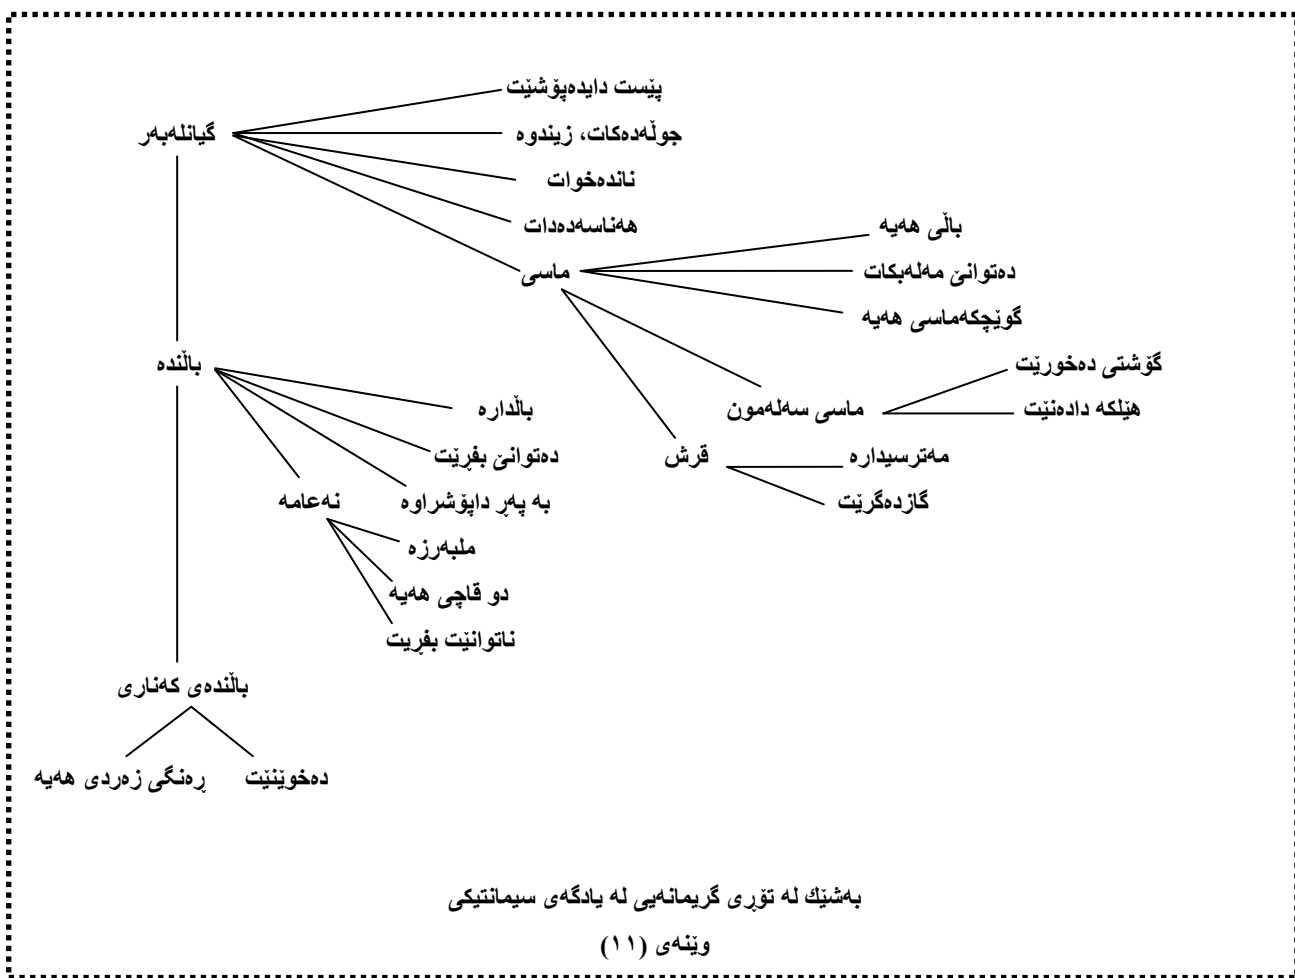 پێست دایدەپۆشێت
گیانلەبەر
جوڵەدەکات، زیندوە
ناندەخوات
هەناسەدەدات
باڵی هەیە
ماسی
دەتوانێ مەلەبکات
گوێچکەماسی هەیە
باڵندە
گۆشتی دەخورێت
باڵدارە
ماسی سەلەمون
هێلکە دادەنێت
دەتوانێ بفڕێت
قرش
مەترسیدارە
نەعامە
بە پەڕ داپۆشراوە
گازدەگرێت
ملبەرزە
دو قاچی هەیە
ناتوانێت بفڕیت
باڵندەی کەناری
دەخوێنێت
ڕەنگی زەردی هەیە
بەشێك لە تۆڕی گریمانەیی لە یادگەی سیمانتیکی
وێنەی (١١)